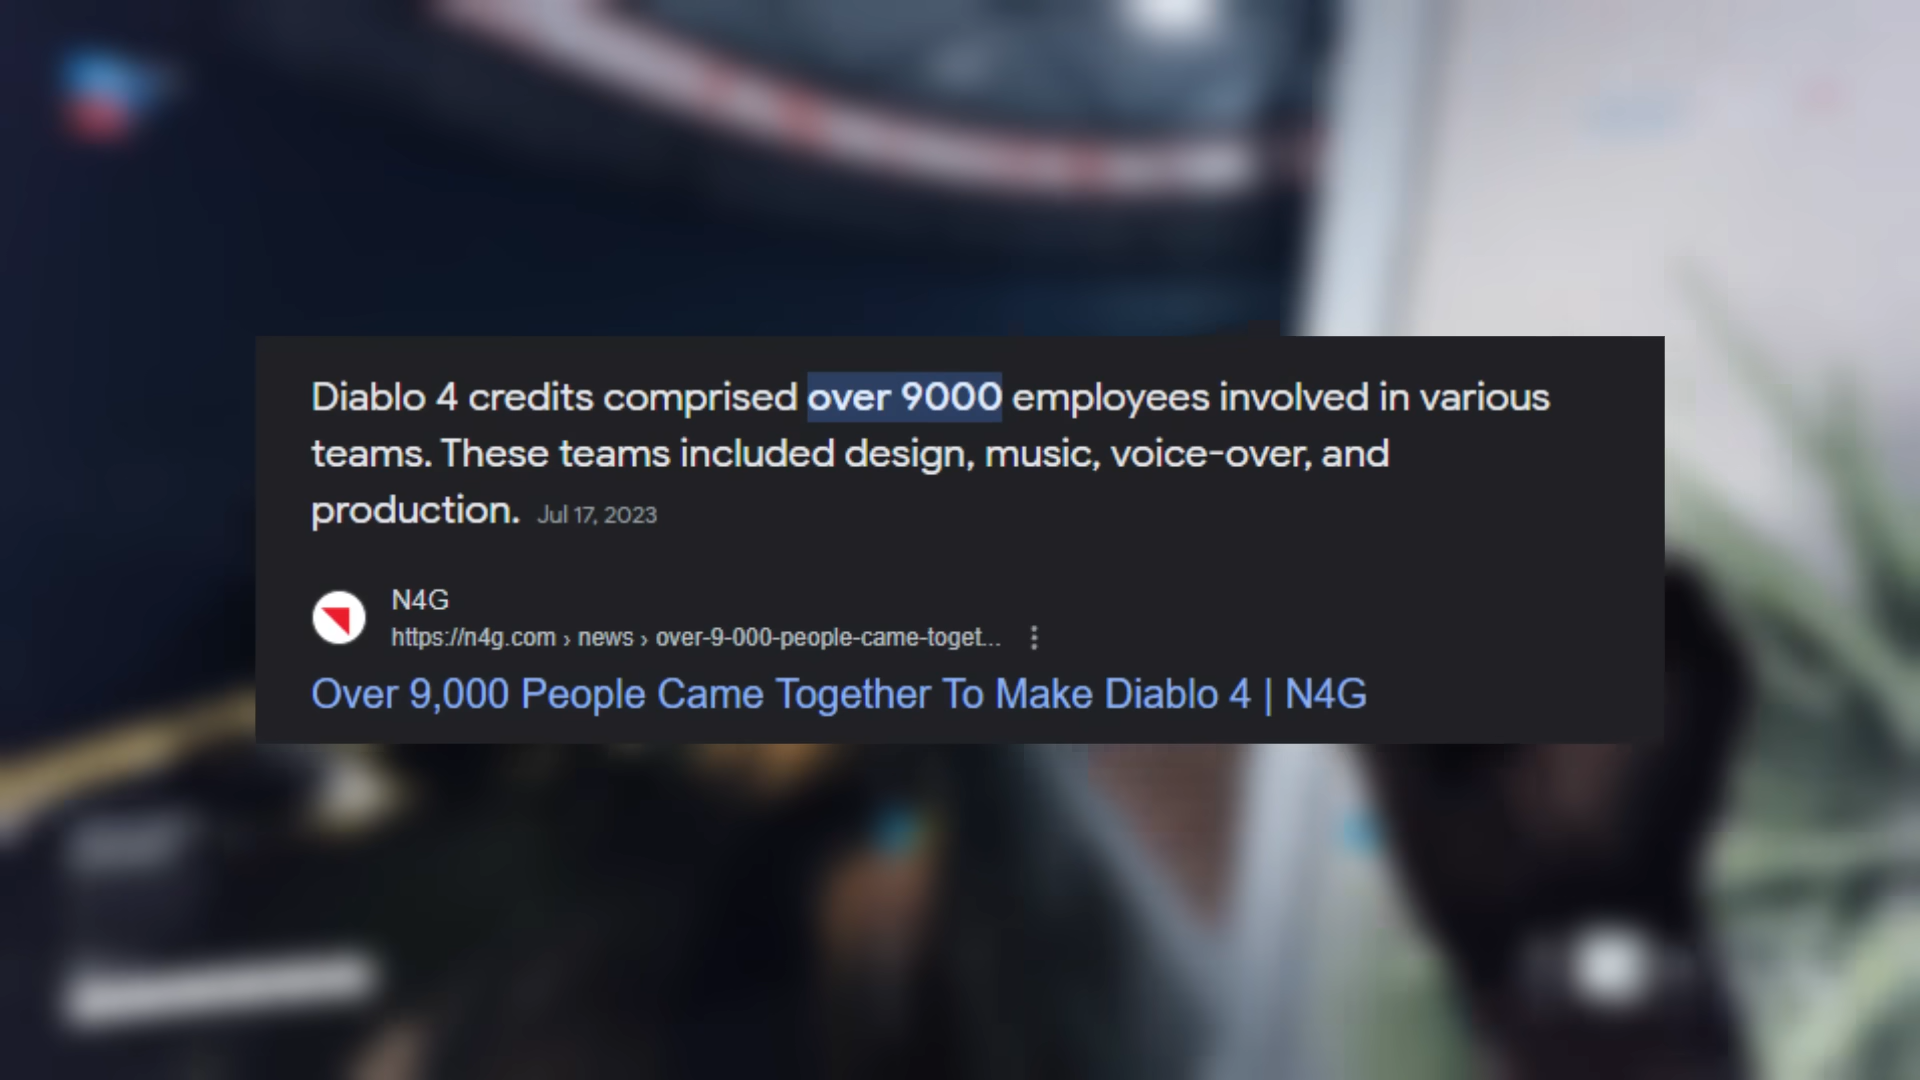 Diablo 4 credits comprised over 9000 employees involved in various
teams. These teams included design, music, voice-over, and
production. Jul 17, 2023
N4G
https://n4g.com › news › over-9-000-people-came-toget...
Over 9,000 People Came Together To Make Diablo 4 | N4G